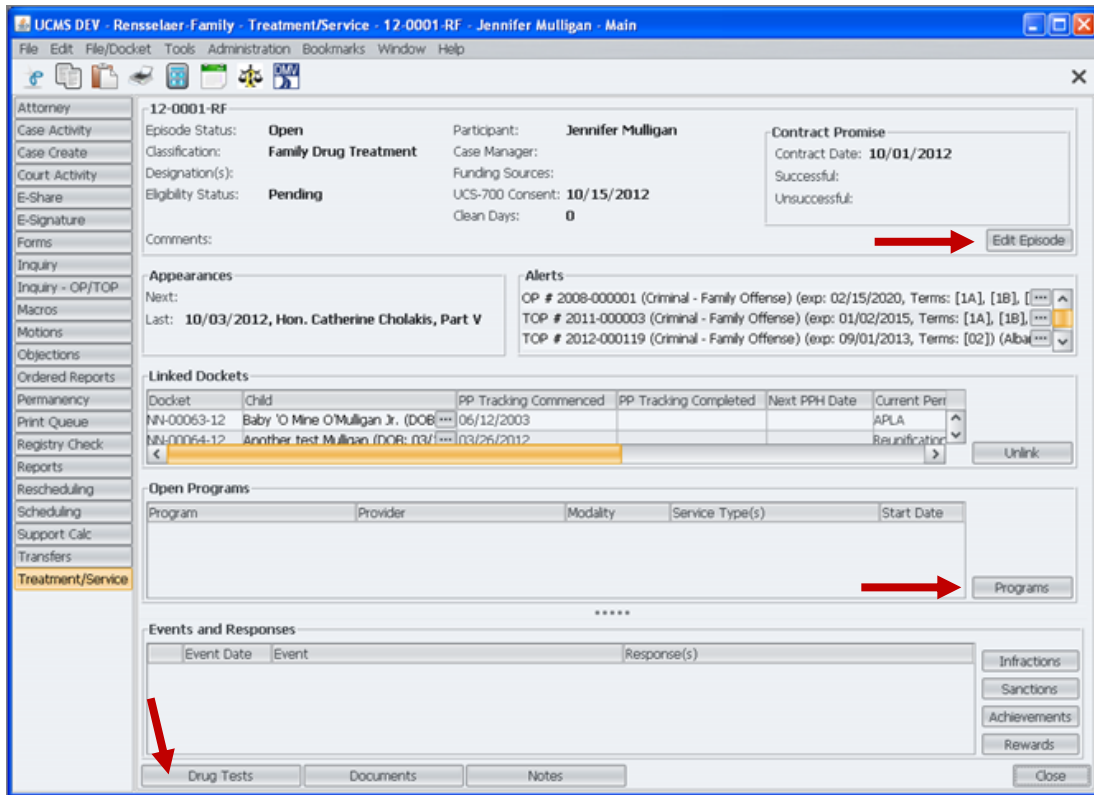 UCMS DEV - Rensselaer-Family - Treatment/Service - 12-0001-RF - Jennifer Mulligan - Main
File Edit File/Docket Tools Administration Bookmarks Window Help
DMV
Attorney
Case Activity
Case Create
Court Activity
E-Share
E-Signature
Forms
Inquiry
Inquiry - OP/TOP
Macros
Motions
Objections
Ordered Reports
Permanency
Print Queue
Registry Check
Reports
Rescheduling
Scheduling
Support Calc
Transfers
Treatment/Service
12-0001-RF
Episode Status: Open Participant: Jennifer Mulligan
Classification: Family Drug Treatment Case Manager:
Designation(s): Funding Sources:
Eligibility Status: Pending UCS-700 Consent: 10/15/2012
Clean Days: 0
Comments:
Contract Promise
Contract Date: 10/01/2012
Successful:
Unsuccessful:
Edit Episode
Appearances
Next:
Last: 10/03/2012, Hon. Catherine Cholakis, Part V
Alerts
OP # 2008-000001 (Criminal - Family Offense) (exp: 02/15/2020, Terms: [1A], [1B], [ ...
TOP # 2011-000003 (Criminal - Family Offense) (exp: 01/02/2015, Terms: [1A], [1B], ...
TOP # 2012-000119 (Criminal - Family Offense) (exp: 09/01/2013, Terms: [02]) (Alba ...
Linked Dockets
Docket Child PP Tracking Commenced PP Tracking Completed Next PPH Date Current Perr
NN-00063-12 Baby 'O Mine O'Mulligan Jr. (DOB ... 06/12/2003 APLA
NN-00064-12 Another test Mulligan (DOB: 03/ ... 03/26/2012 Reunification
Unlink
Open Programs
Program Provider Modality Service Type(s) Start Date
Programs
Events and Responses
Event Date Event Response(s)
Infractions
Sanctions
Achievements
Rewards
Drug Tests Documents Notes Close